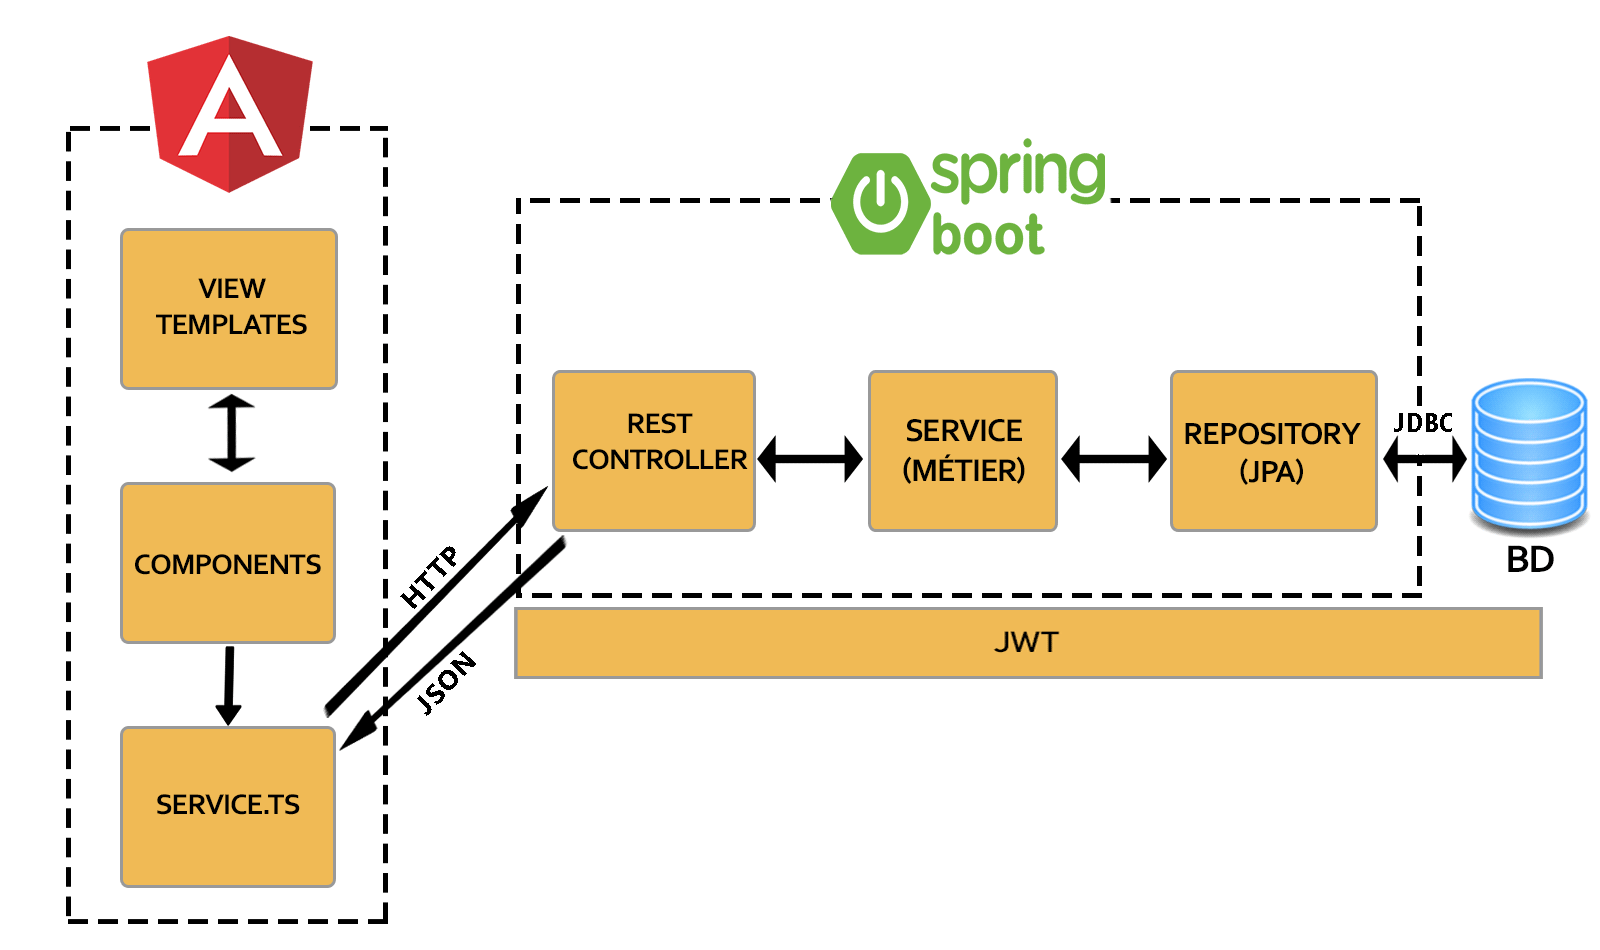 A
VIEW
TEMPLATES
COMPONENTS
SERVICE.TS
HTTP
JSON
spring
boot
REST
CONTROLLER
SERVICE
(MÉTIER)
REPOSITORY
(JPA)
JDBC
BD
JWT